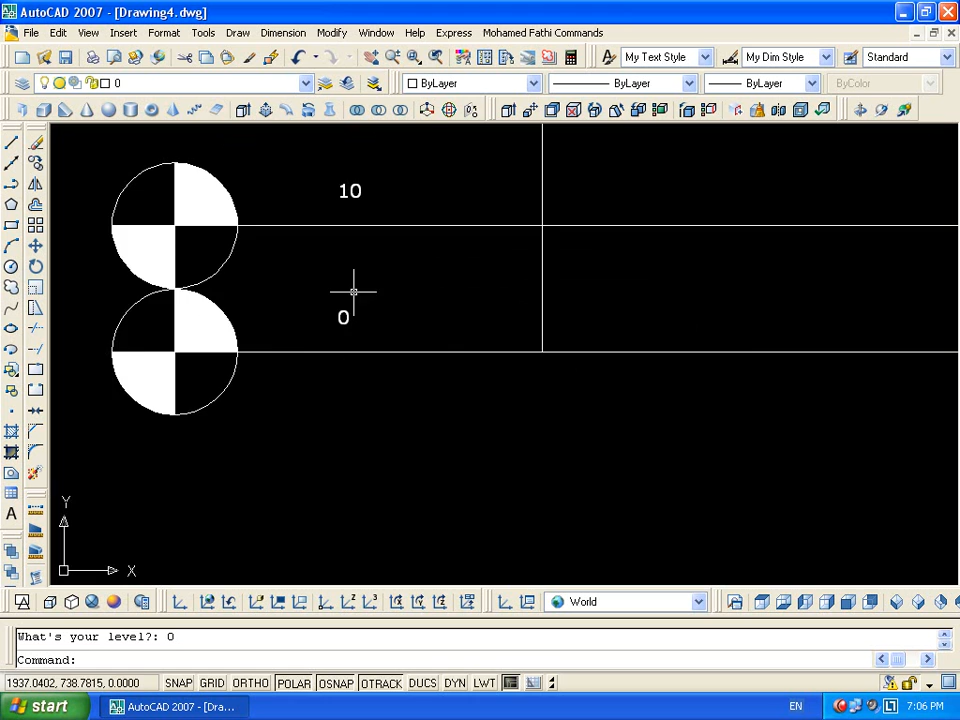 AutoCAD 2007 - [Drawing4.dwg]
File Edit View Insert Format Tools Draw Dimension Modify Window Help Express Mohamed Fathi Commands
My Text Style My Dim Style Standard
0 ByLayer ByLayer ByLayer ByColor
10
0
Y
X
A
World
What's your level?: 0
Command:
1937.0402, 738.7815, 0.0000 SNAP GRID ORTHO POLAR OSNAP OTRACK DUCS DYN LWT
start AutoCAD 2007 - [Dra... EN 7:06 PM